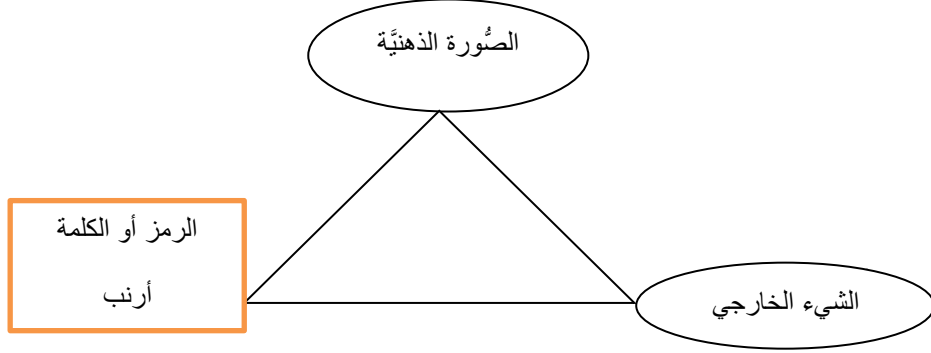 الصُّورة الذهنيَّة
الرمز أو الكلمة
أرنب
الشيء الخارجي